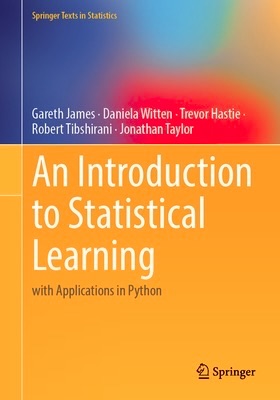 Springer Texts in Statistics
Gareth James · Daniela Witten · Trevor Hastie ·
Robert Tibshirani · Jonathan Taylor
An Introduction
to Statistical
Learning
with Applications in Python
Springer